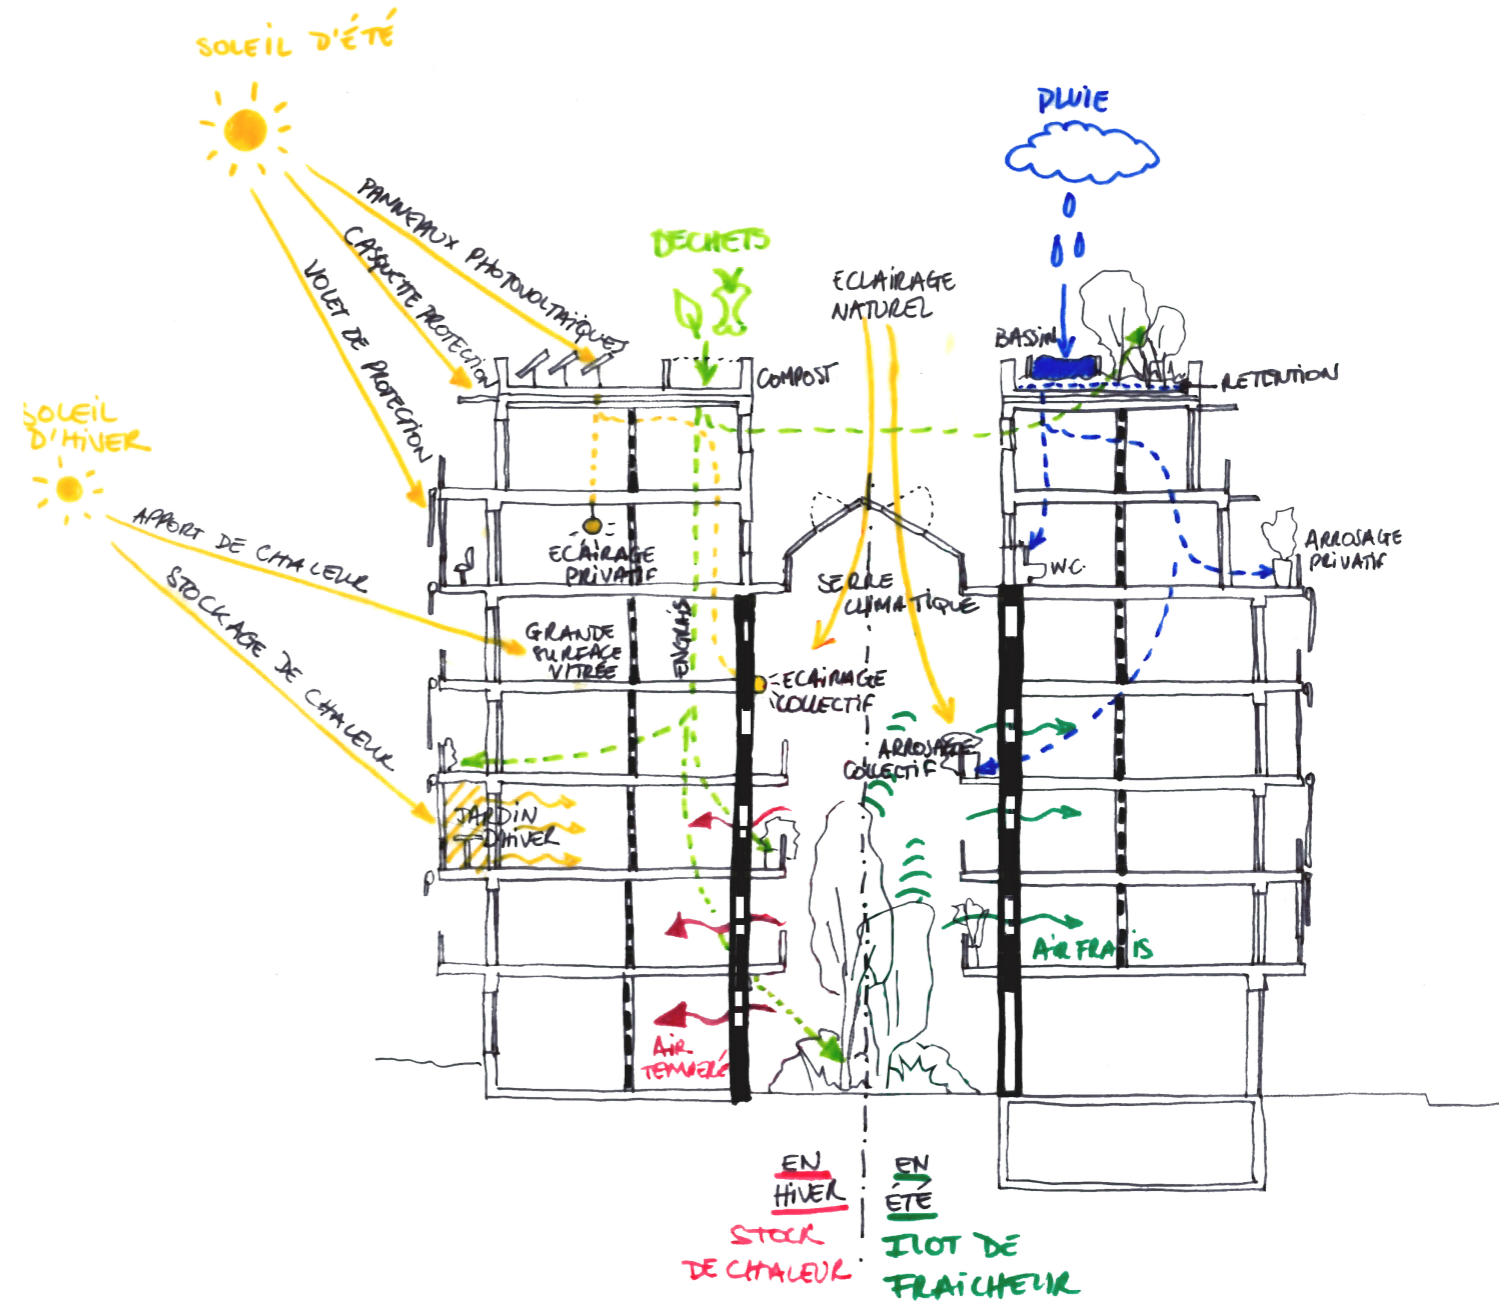 SOLEIL D'ÉTÉ
PLUIE
PANNEAUX PHOTOVOLTAÏQUES
CASQUETTE PROTECTION
VOLET DE PROTECTION
DECHETS
ECLAIRAGE
NATUREL
BASSIN
COMPOST
RETENTION
SOLEIL
D'HIVER
APPORT DE CHALEUR
STOCKAGE DE CHALEUR
ECLAIRAGE
PRIVATIF
ARROSAGE
PRIVATIF
W.C.
SERRE
CLIMATIQUE
GRANDE
SURFACE
VITRÉE
ENGRAIS
ECLAIRAGE
COLLECTIF
ARROSAGE
COLLECTIF
JARDIN
D'HIVER
AIR FRAIS
AIR
TEMPERÉ
EN
HIVER
STOCK
DE CHALEUR
EN
ÉTÉ
ILOT DE
FRAICHEUR